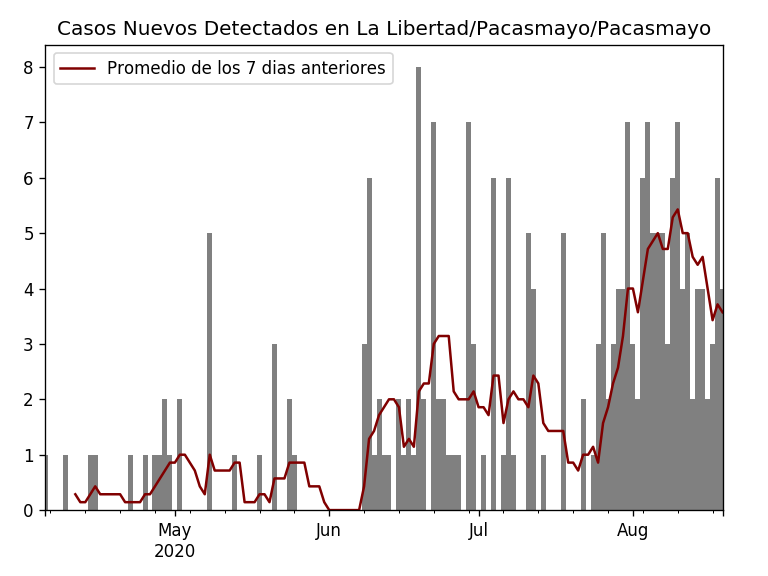 Casos Nuevos Detectados en La Libertad/Pacasmayo/Pacasmayo
Promedio de los 7 dias anteriores
8
7
6
5
4
3
2
1
0
May
2020
Jun
Jul
Aug